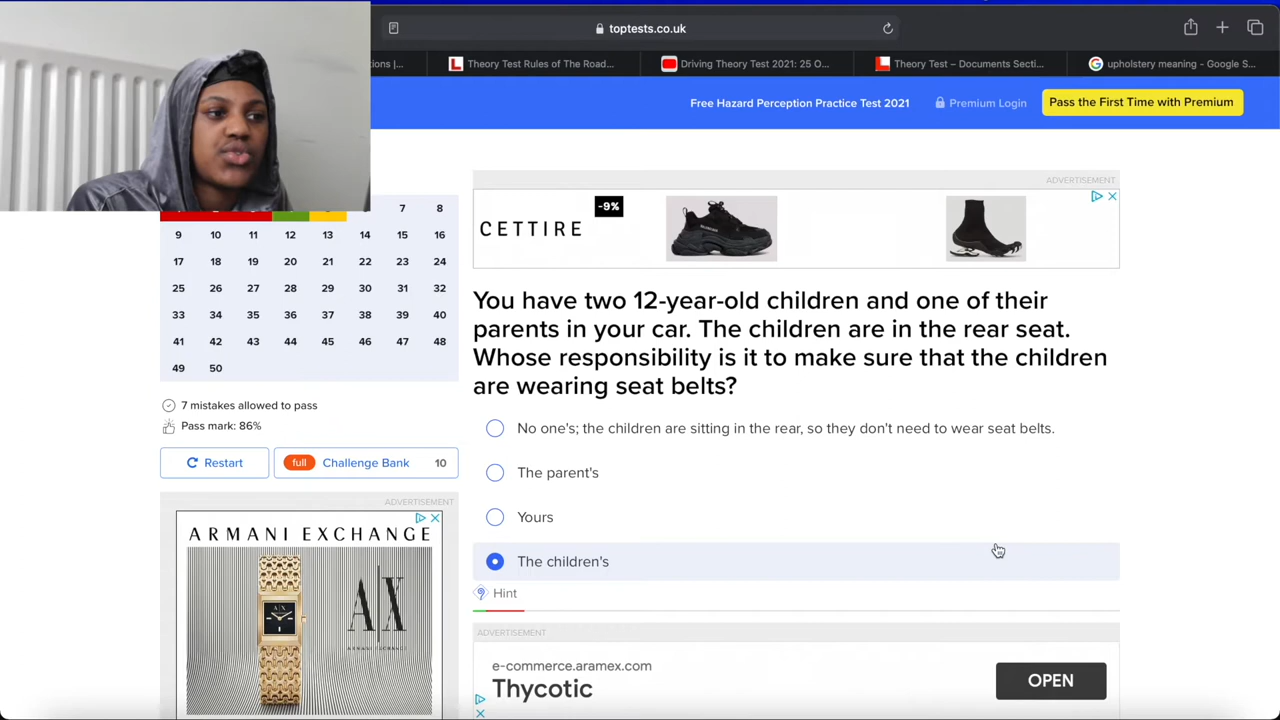 toptests.co.uk
tions |...
Theory Test Rules of The Road...
Driving Theory Test 2021: 25 O...
Theory Test – Documents Secti...
upholstery meaning - Google S...
Free Hazard Perception Practice Test 2021
Premium Login
Pass the First Time with Premium
ADVERTISEMENT
CETTIRE
-9%
7 8
9 10 11 12 13 14 15 16
17 18 19 20 21 22 23 24
25 26 27 28 29 30 31 32
33 34 35 36 37 38 39 40
41 42 43 44 45 46 47 48
49 50
7 mistakes allowed to pass
Pass mark: 86%
Restart
full Challenge Bank 10
ADVERTISEMENT
ARMANI EXCHANGE
A|X
ARMANI EXCHANGE
You have two 12-year-old children and one of their
parents in your car. The children are in the rear seat.
Whose responsibility is it to make sure that the children
are wearing seat belts?
No one's; the children are sitting in the rear, so they don't need to wear seat belts.
The parent's
Yours
The children's
Hint
ADVERTISEMENT
e-commerce.aramex.com
Thycotic
OPEN